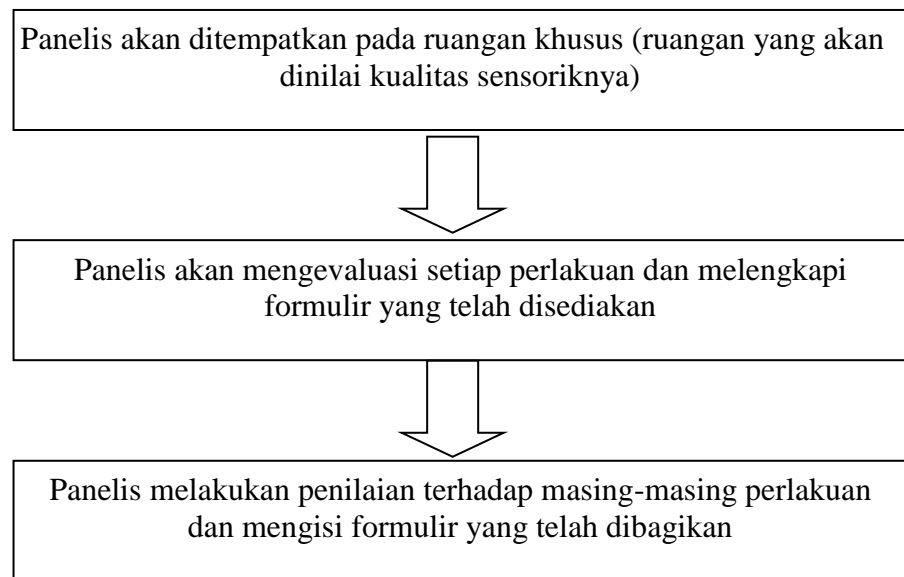 Panelis akan ditempatkan pada ruangan khusus (ruangan yang akan
dinilai kualitas sensoriknya)
Panelis akan mengevaluasi setiap perlakuan dan melengkapi
formulir yang telah disediakan
Panelis melakukan penilaian terhadap masing-masing perlakuan
dan mengisi formulir yang telah dibagikan